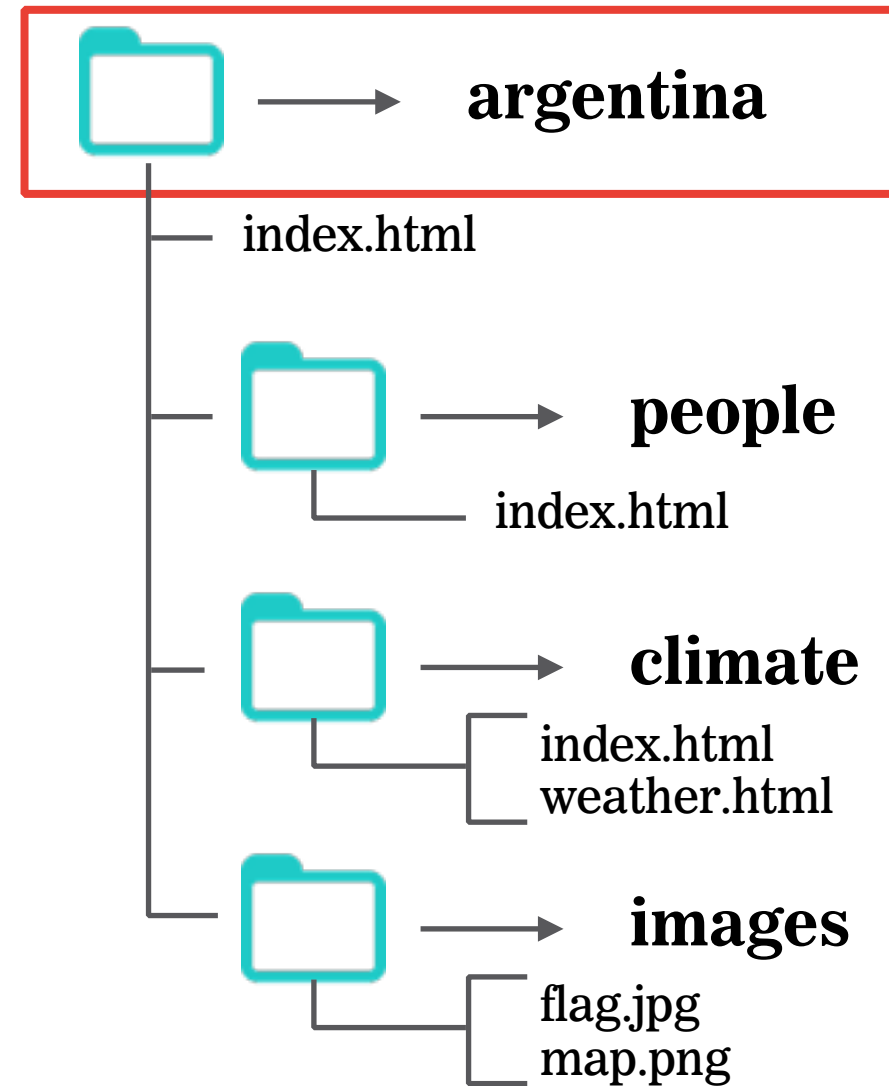 argentina
index.html
people
index.html
climate
index.html
weather.html
images
flag.jpg
map.png